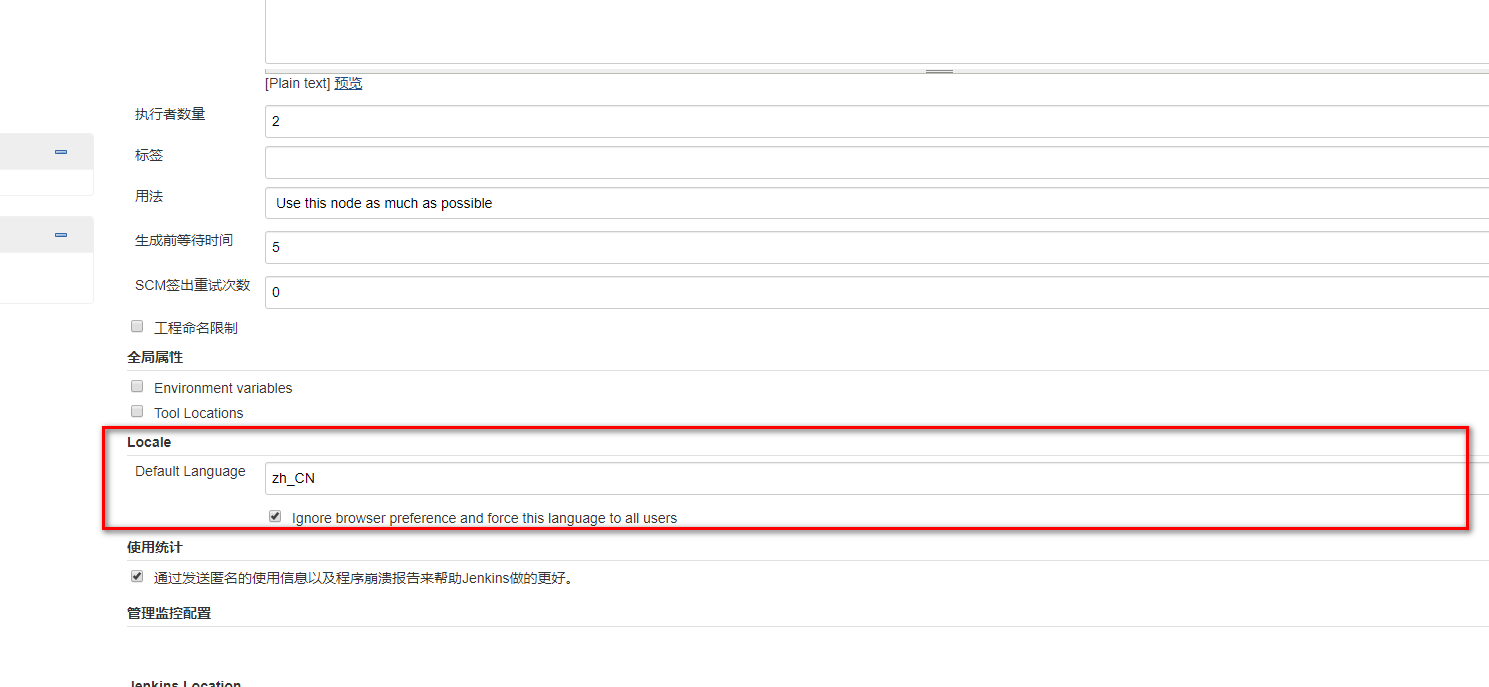 [Plain text] 预览
执行者数量
2
标签
用法
Use this node as much as possible
生成前等待时间
5
SCM签出重试次数
0
工程命名限制
全局属性
Environment variables
Tool Locations
Locale
Default Language
zh_CN
Ignore browser preference and force this language to all users
使用统计
通过发送匿名的使用信息以及程序崩溃报告来帮助Jenkins做的更好。
管理监控配置
Jenkins Location